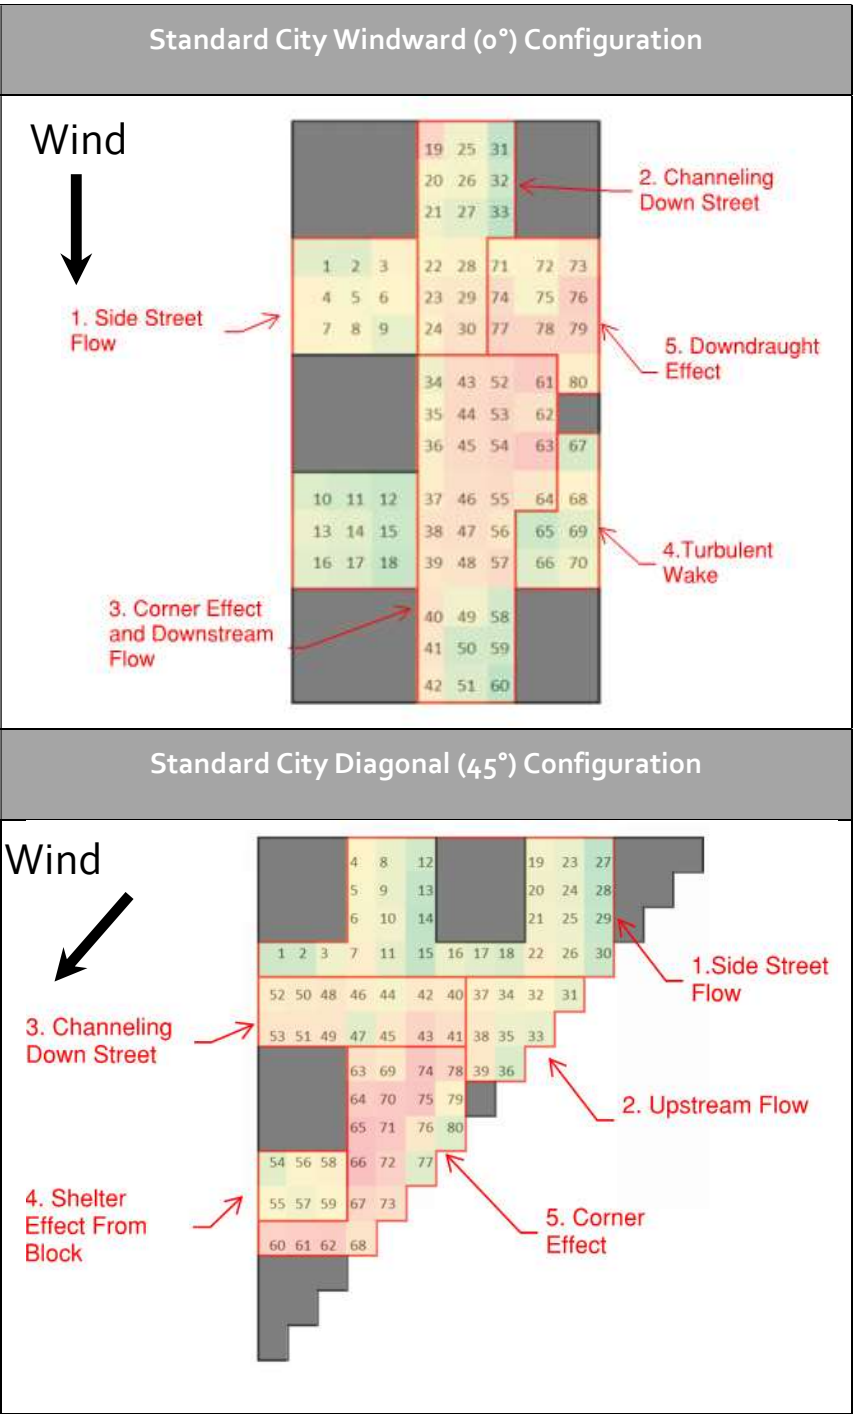 Standard City Windward (0°) Configuration
Wind
19 25 31
20 26 32
21 27 33
2. Channeling
Down Street
1 2 3 22 28 71 72 73
4 5 6 23 29 74 75 76
7 8 9 24 30 77 78 79
1. Side Street
Flow
5. Downdraught
Effect
34 43 52 61 80
35 44 53 62
36 45 54 63 67
10 11 12 37 46 55 64 68
13 14 15 38 47 56 65 69
16 17 18 39 48 57 66 70
4.Turbulent
Wake
3. Corner Effect
and Downstream
Flow
40 49 58
41 50 59
42 51 60
Standard City Diagonal (45°) Configuration
Wind
4 8 12 19 23 27
5 9 13 20 24 28
6 10 14 21 25 29
1 2 3 7 11 15 16 17 18 22 26 30
1.Side Street
Flow
52 50 48 46 44 42 40 37 34 32 31
53 51 49 47 45 43 41 38 35 33
3. Channeling
Down Street
63 69 74 78 39 36
64 70 75 79
2. Upstream Flow
65 71 76 80
54 56 58 66 72 77
55 57 59 67 73
4. Shelter
Effect From
Block
5. Corner
Effect
60 61 62 68